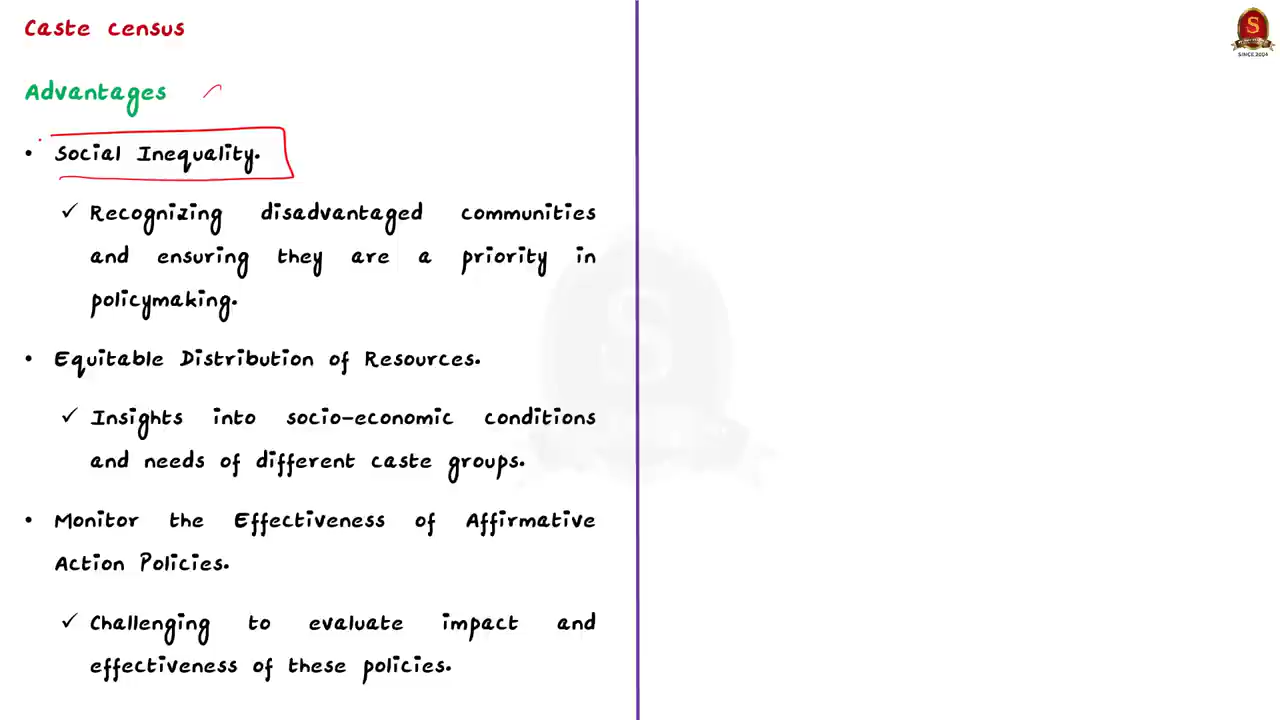 Caste census
Advantages
• Social Inequality.
✓ Recognizing disadvantaged communities
and ensuring they are a priority in
policymaking.
• Equitable Distribution of Resources.
✓ Insights into socio-economic conditions
and needs of different caste groups.
• Monitor the Effectiveness of Affirmative
Action Policies.
✓ Challenging to evaluate impact and
effectiveness of these policies.
S
SINCE 2004